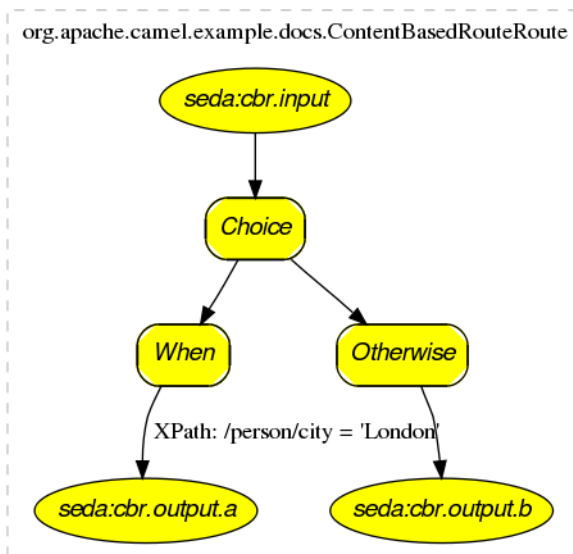 org.apache.camel.example.docs.ContentBasedRouteRoute
seda:cbr.input
Choice
When
Otherwise
XPath: /person/city = 'London'
seda:cbr.output.a
seda:cbr.output.b